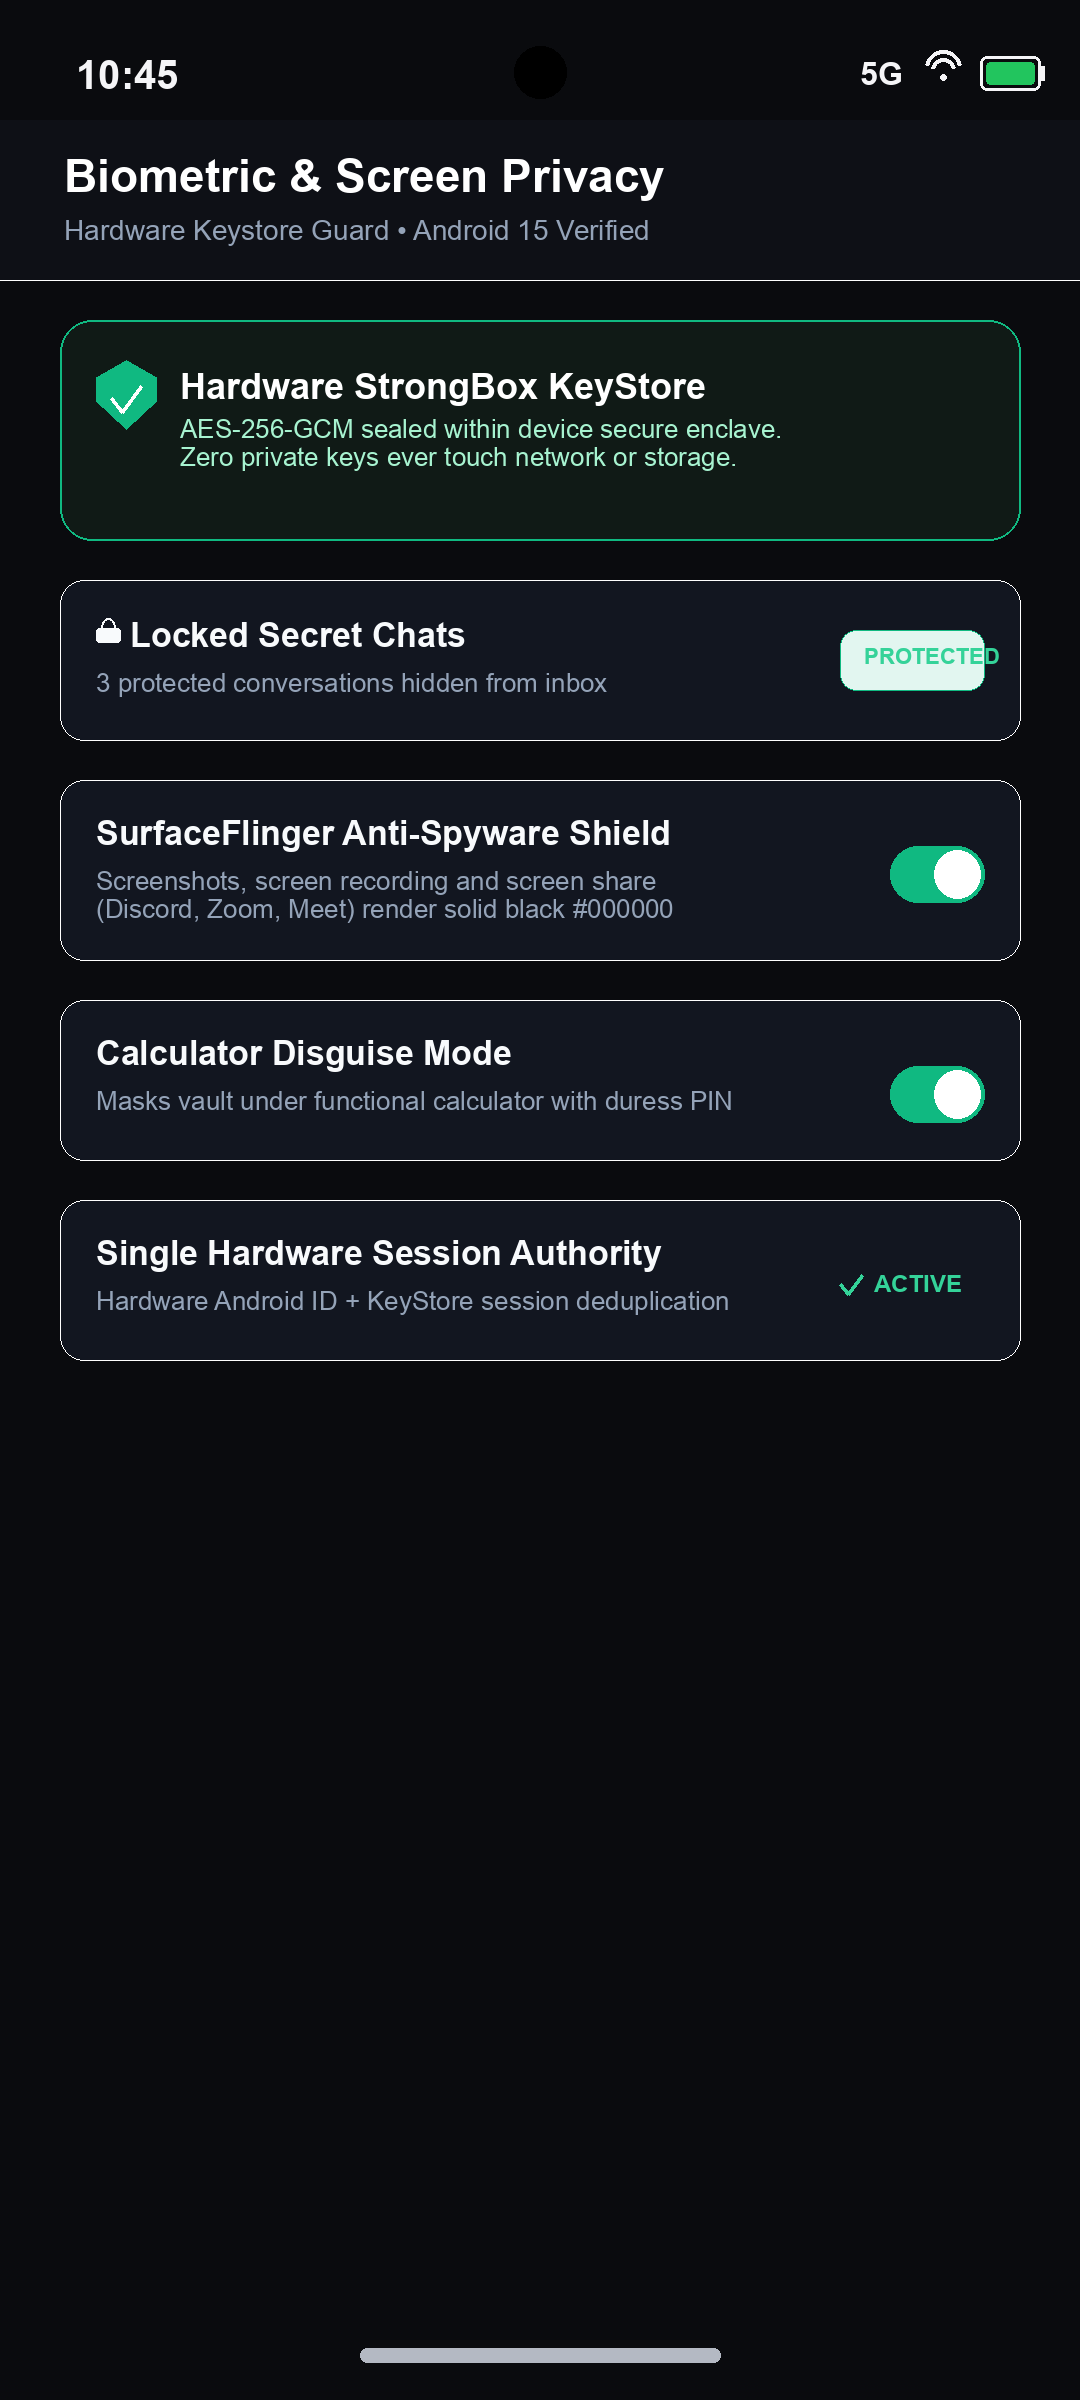 10:45
5G
Biometric & Screen Privacy
Hardware Keystore Guard • Android 15 Verified
Hardware StrongBox KeyStore
AES-256-GCM sealed within device secure enclave.
Zero private keys ever touch network or storage.
Locked Secret Chats
3 protected conversations hidden from inbox
PROTECTED
SurfaceFlinger Anti-Spyware Shield
Screenshots, screen recording and screen share
(Discord, Zoom, Meet) render solid black #000000
Calculator Disguise Mode
Masks vault under functional calculator with duress PIN
Single Hardware Session Authority
Hardware Android ID + KeyStore session deduplication
ACTIVE